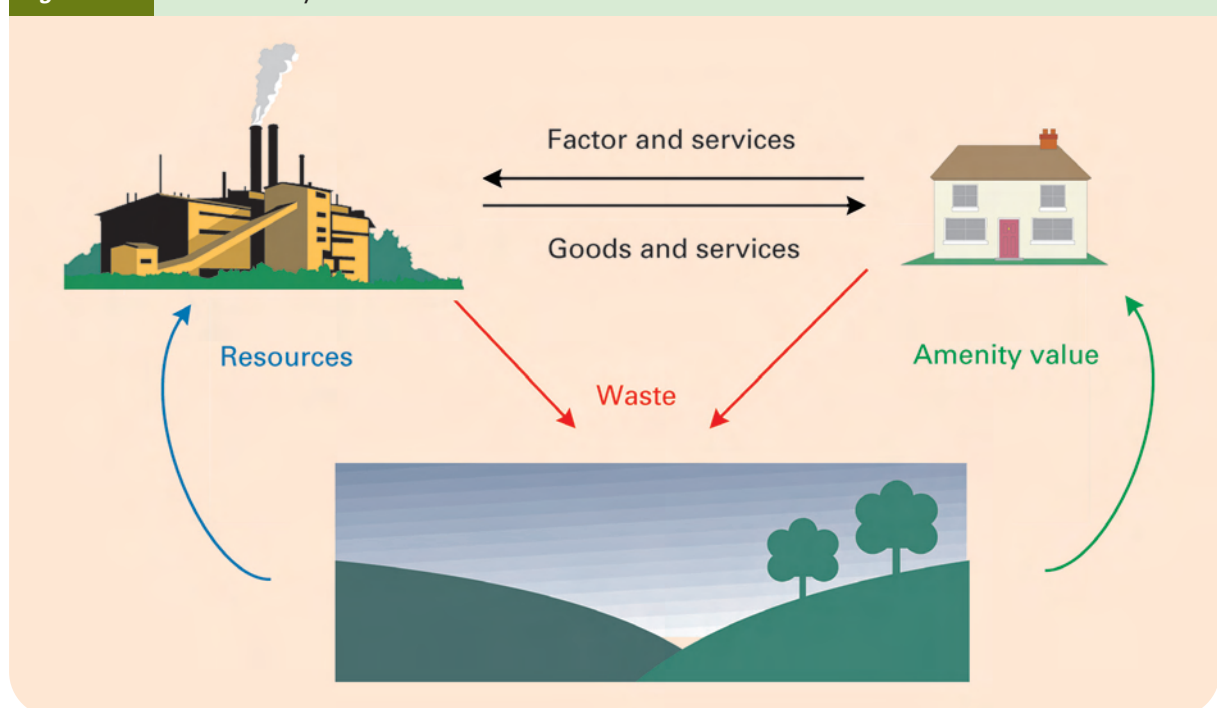 Factor and services
Goods and services
Resources
Amenity value
Waste